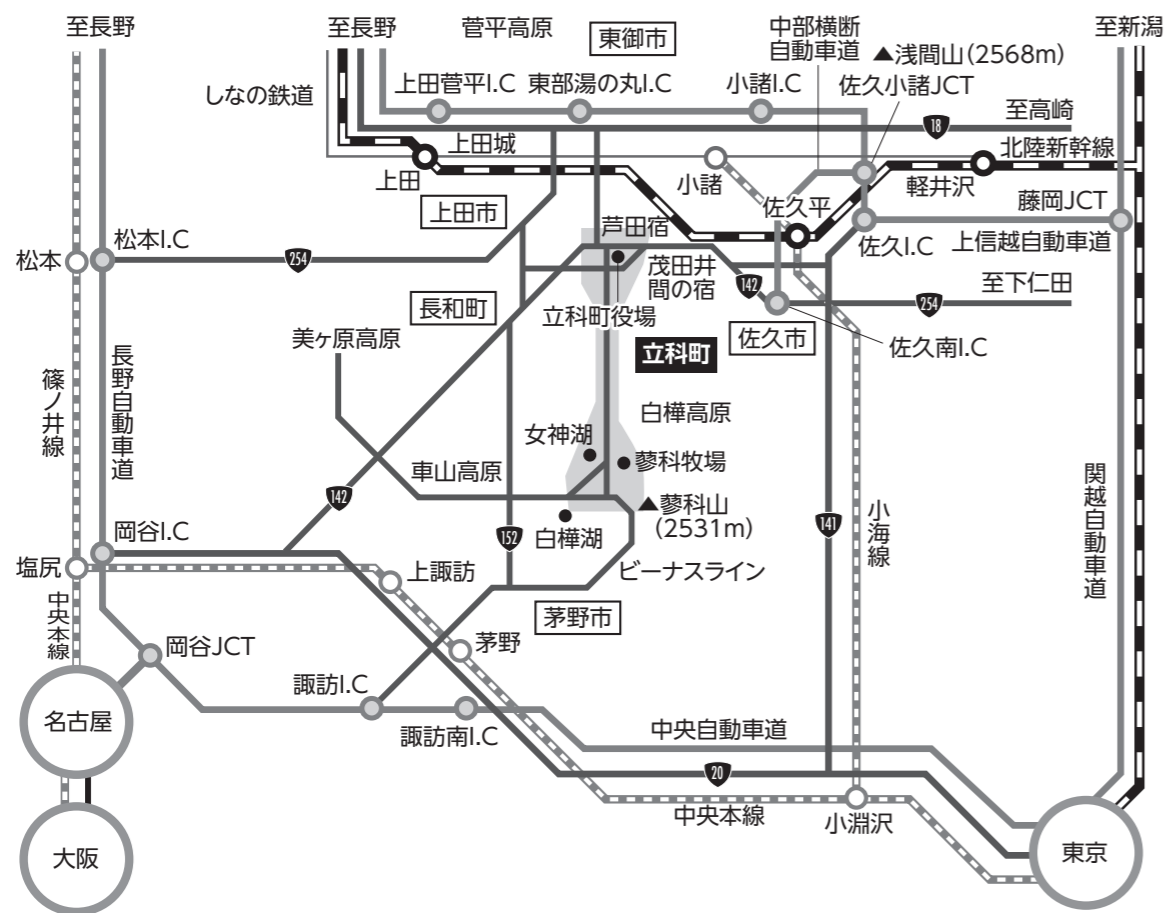 至長野
至長野
菅平高原
東御市
中部横断
自動車道
▲浅間山(2568m)
至新潟
しなの鉄道
上田菅平I.C
東部湯の丸I.C
小諸I.C
佐久小諸JCT
至高崎
18
上田城
北陸新幹線
上田
小諸
軽井沢
上田市
芦田宿
佐久平
藤岡JCT
松本I.C
佐久I.C
上信越自動車道
松本
254
茂田井
間の宿
142
至下仁田
254
長和町
立科町役場
佐久市
佐久南I.C
美ヶ原高原
立科町
長野自動車道
篠ノ井線
白樺高原
女神湖
蓼科牧場
車山高原
関越自動車道
142
▲蓼科山
(2531m)
小海線
141
152
白樺湖
岡谷I.C
塩尻
上諏訪
ビーナスライン
中央本線
茅野市
岡谷JCT
茅野
諏訪I.C
名古屋
諏訪南I.C
中央自動車道
20
中央本線
小淵沢
大阪
東京